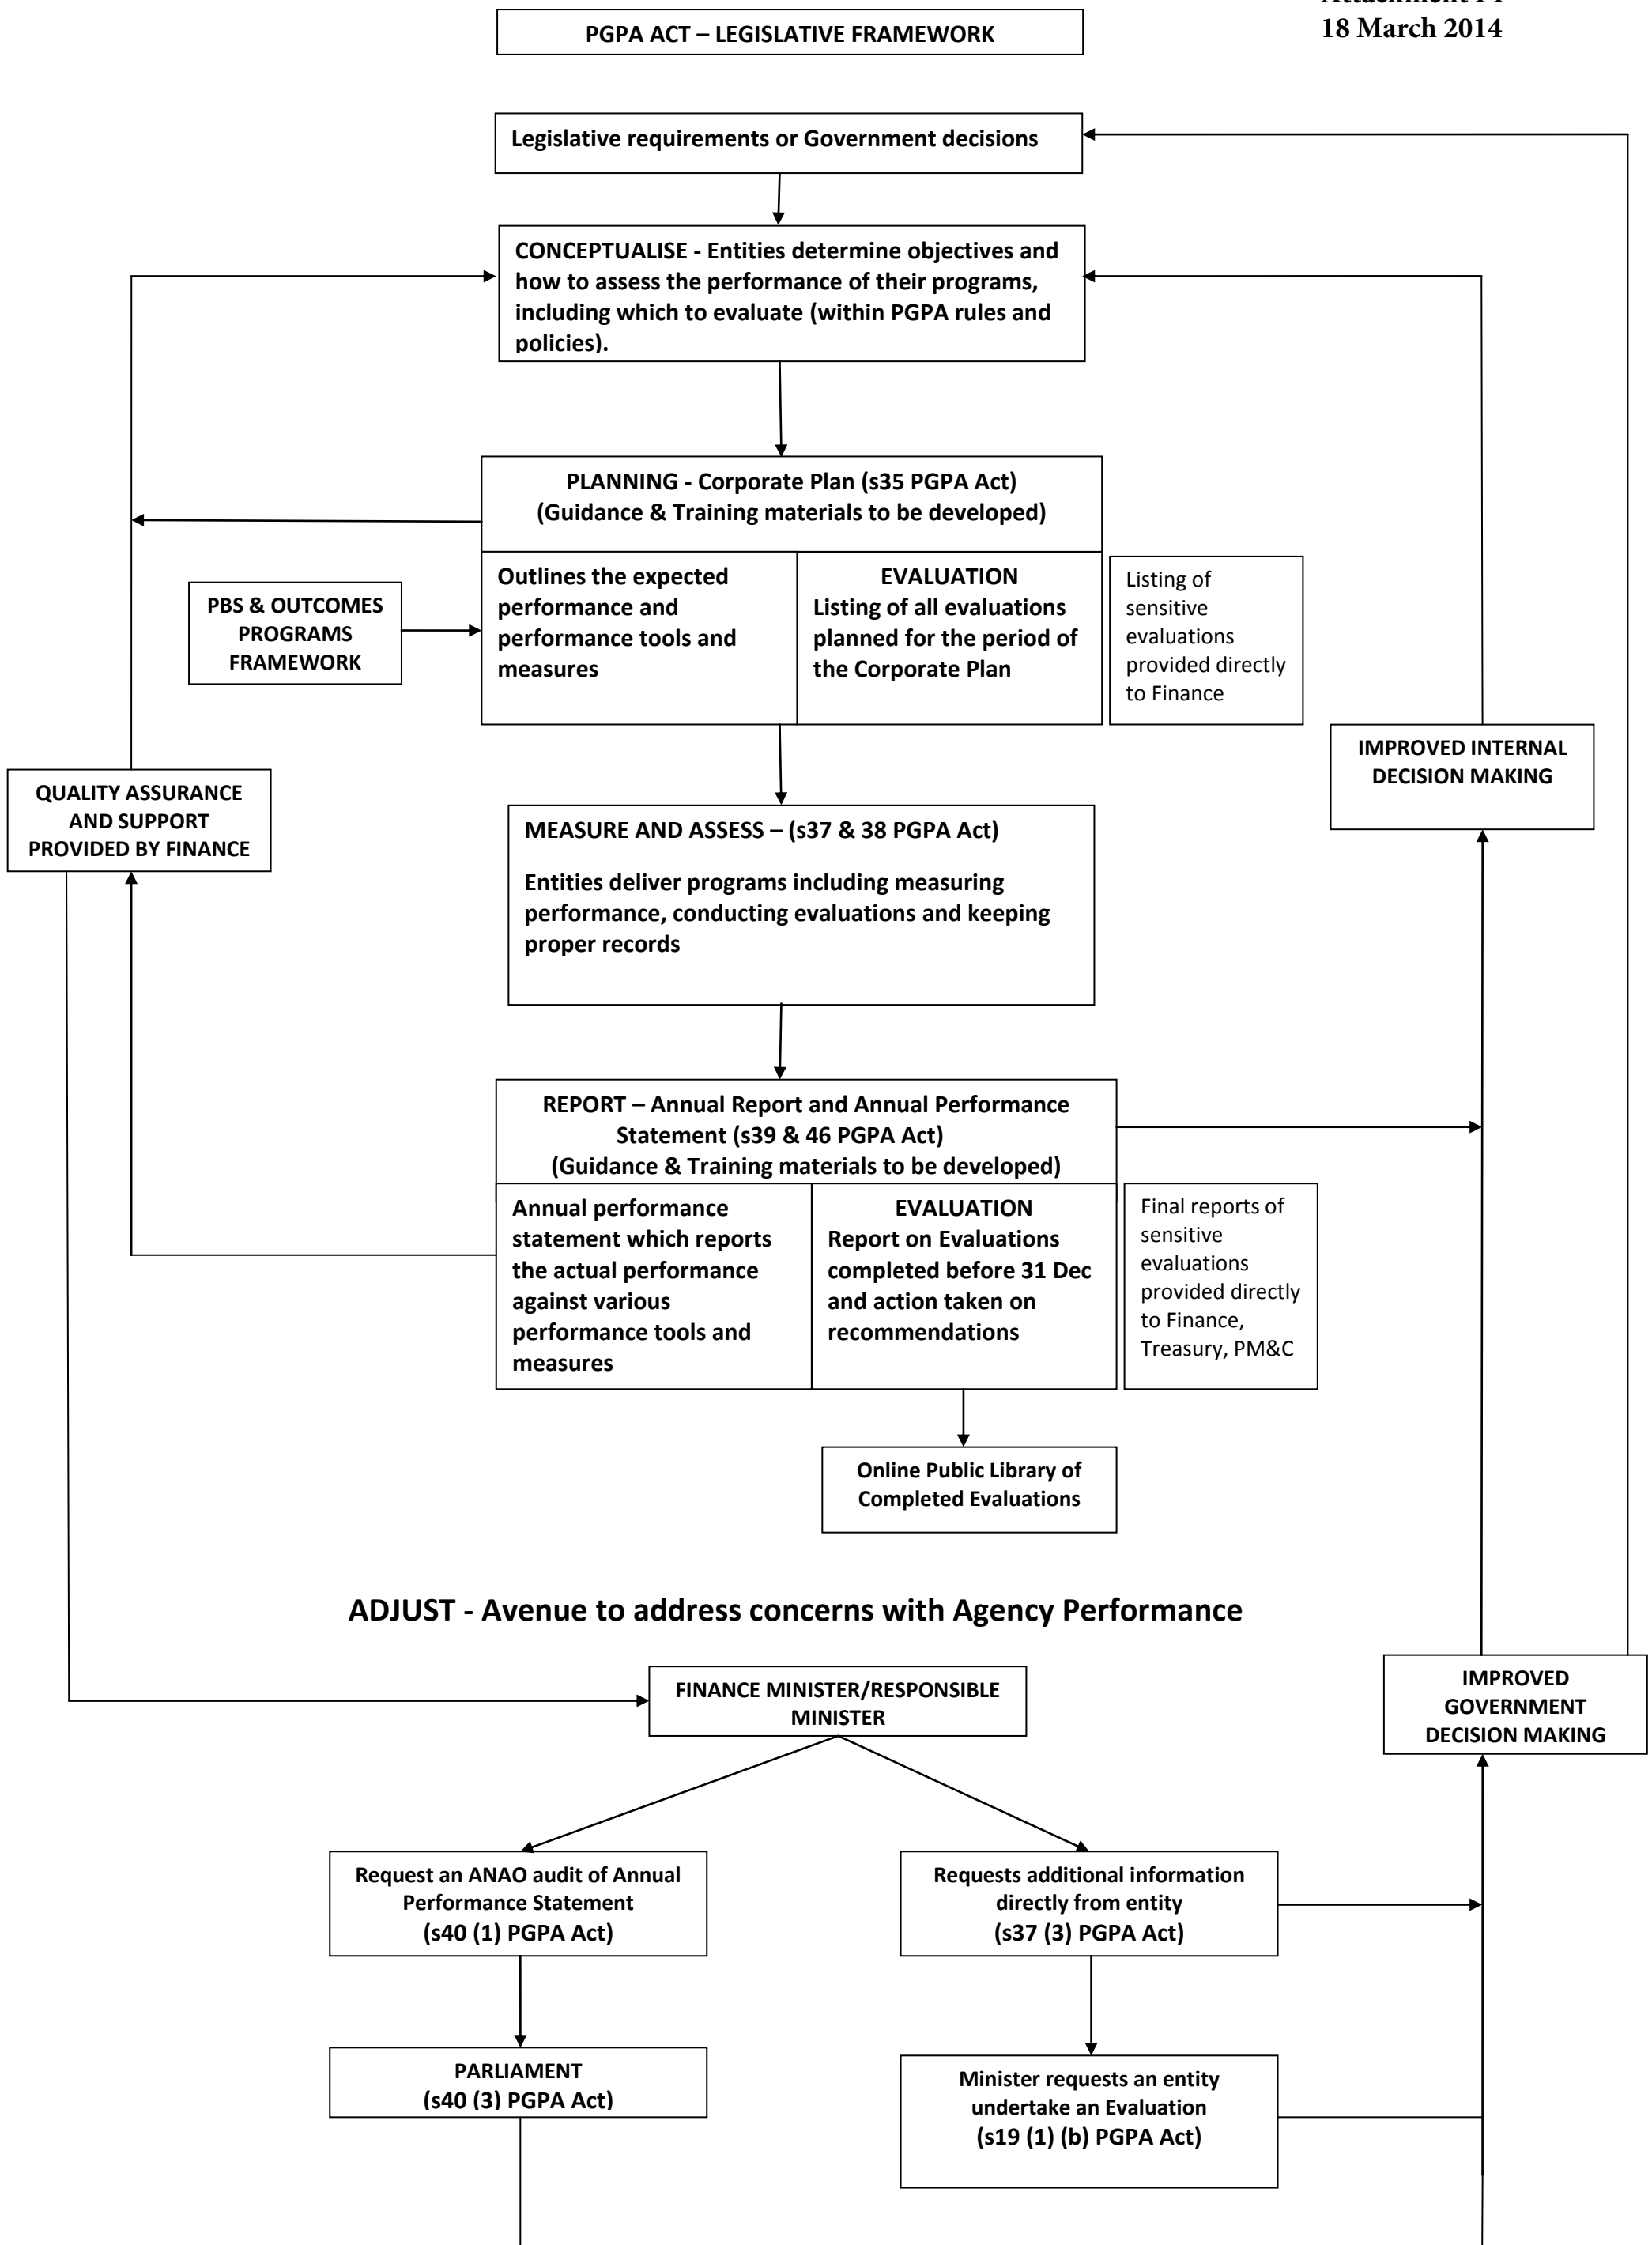 18 March 2014
PGPA ACT – LEGISLATIVE FRAMEWORK
Legislative requirements or Government decisions
CONCEPTUALISE - Entities determine objectives and
how to assess the performance of their programs,
including which to evaluate (within PGPA rules and
policies).
PLANNING - Corporate Plan (s35 PGPA Act)
(Guidance & Training materials to be developed)
PBS & OUTCOMES
PROGRAMS
FRAMEWORK
Outlines the expected
performance and
performance tools and
measures
EVALUATION
Listing of all evaluations
planned for the period of
the Corporate Plan
Listing of
sensitive
evaluations
provided directly
to Finance
IMPROVED INTERNAL
DECISION MAKING
QUALITY ASSURANCE
AND SUPPORT
PROVIDED BY FINANCE
MEASURE AND ASSESS – (s37 & 38 PGPA Act)
Entities deliver programs including measuring
performance, conducting evaluations and keeping
proper records
REPORT – Annual Report and Annual Performance
Statement (s39 & 46 PGPA Act)
(Guidance & Training materials to be developed)
Annual performance
statement which reports
the actual performance
against various
performance tools and
measures
EVALUATION
Report on Evaluations
completed before 31 Dec
and action taken on
recommendations
Final reports of
sensitive
evaluations
provided directly
to Finance,
Treasury, PM&C
Online Public Library of
Completed Evaluations
ADJUST - Avenue to address concerns with Agency Performance
FINANCE MINISTER/RESPONSIBLE
MINISTER
IMPROVED
GOVERNMENT
DECISION MAKING
Request an ANAO audit of Annual
Performance Statement
(s40 (1) PGPA Act)
Requests additional information
directly from entity
(s37 (3) PGPA Act)
PARLIAMENT
(s40 (3) PGPA Act)
Minister requests an entity
undertake an Evaluation
(s19 (1) (b) PGPA Act)